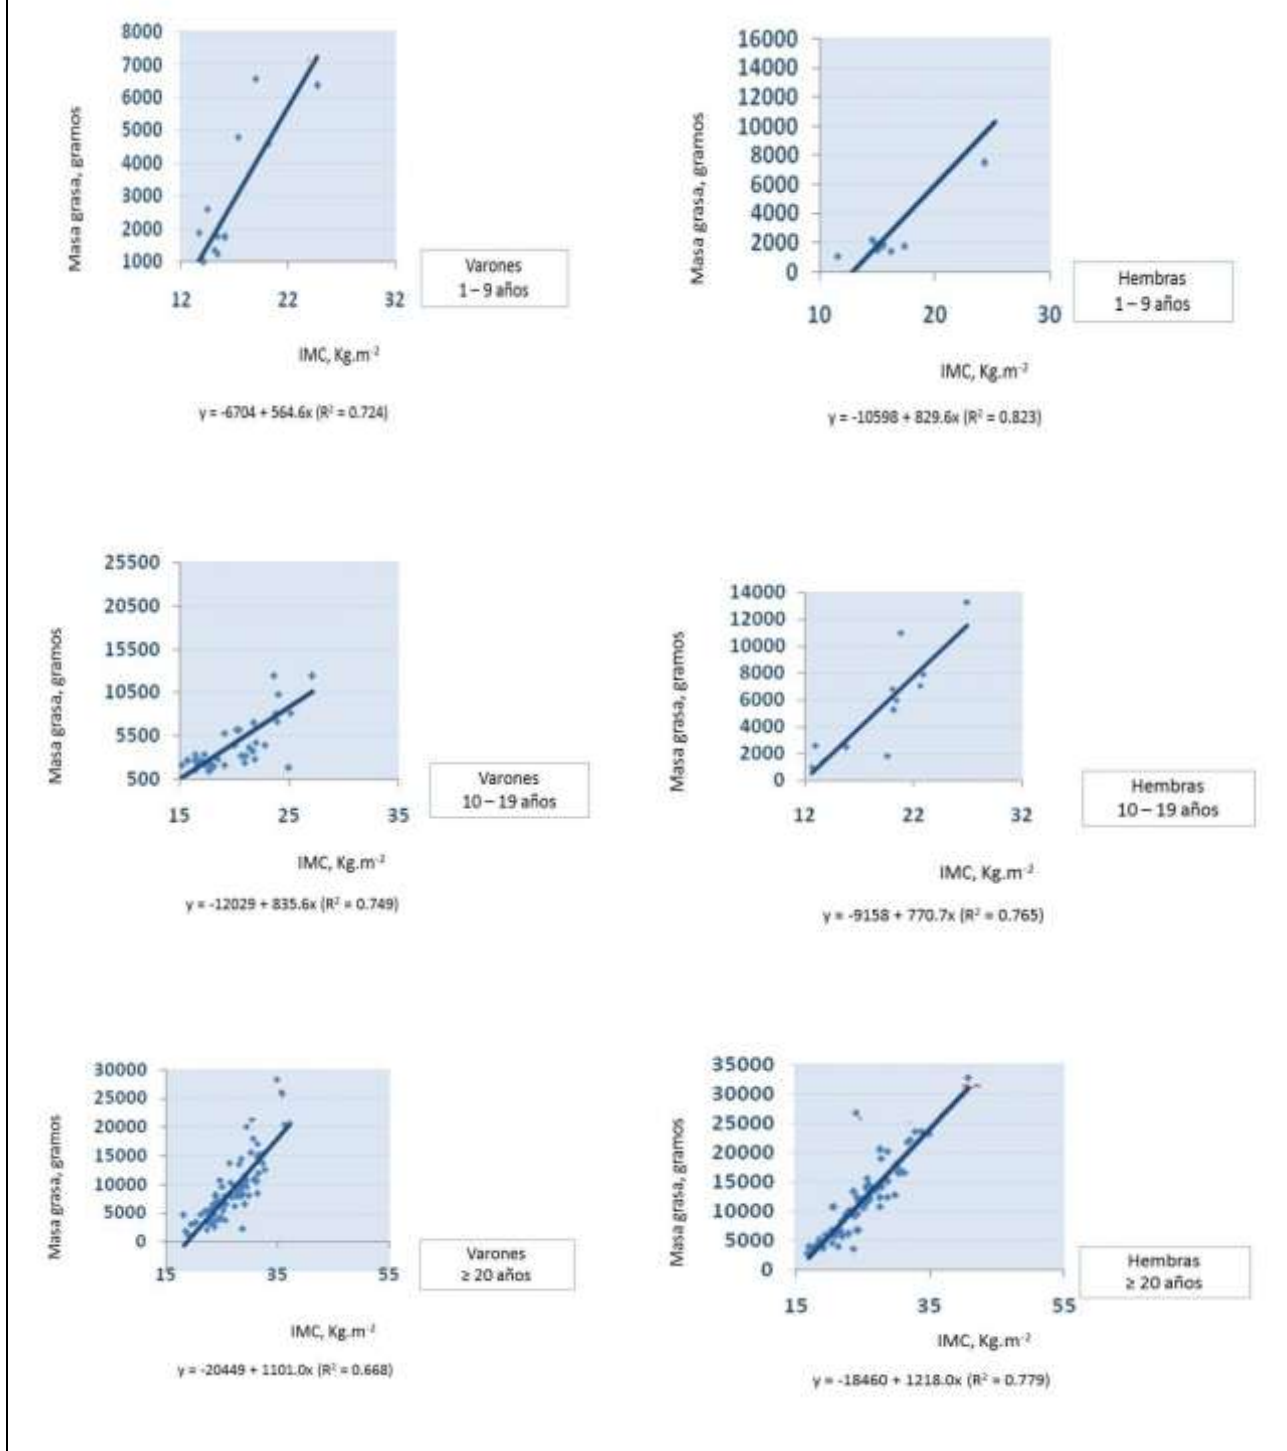 8000
7000
6000
5000
4000
3000
2000
1000
12 22 32
Masa grasa, gramos
Varones
1 – 9 años
IMC, Kg.m-2
y = -6704 + 564.6x (R2 = 0.724)
16000
14000
12000
10000
8000
6000
4000
2000
0
10 20 30
Masa grasa, gramos
Hembras
1 – 9 años
IMC, Kg.m-2
y = -10598 + 829.6x (R2 = 0.823)
25500
20500
15500
10500
5500
500
15 25 35
Masa grasa, gramos
Varones
10 – 19 años
IMC, Kg.m-2
y = -12029 + 835.6x (R2 = 0.749)
14000
12000
10000
8000
6000
4000
2000
0
12 22 32
Masa grasa, gramos
Hembras
10 – 19 años
IMC, Kg.m-2
y = -9158 + 770.7x (R2 = 0.765)
30000
25000
20000
15000
10000
5000
0
15 35 55
Masa grasa, gramos
Varones
≥ 20 años
IMC, Kg.m-2
y = -20449 + 1101.0x (R2 = 0.668)
35000
30000
25000
20000
15000
10000
5000
0
15 35 55
Masa grasa, gramos
Hembras
≥ 20 años
IMC, Kg.m-2
y = -18460 + 1218.0x (R2 = 0.779)